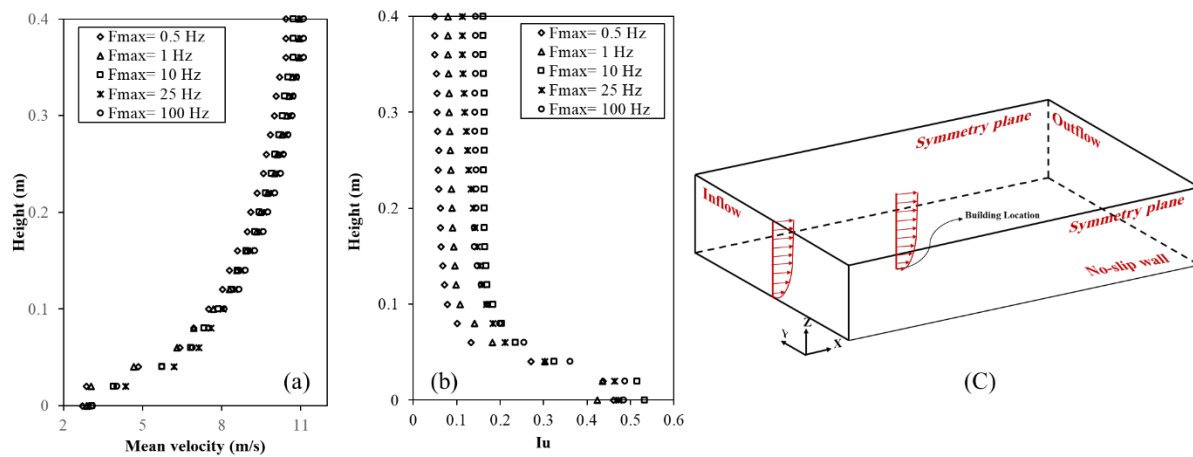 0.4
0.3
0.2
0.1
0
Height (m)
Fmax= 0.5 Hz
Fmax= 1 Hz
Fmax= 10 Hz
Fmax= 25 Hz
Fmax= 100 Hz
(a)
2 5 8 11
Mean velocity (m/s)
0.4
0.3
0.2
0.1
0
Height (m)
Fmax= 0.5 Hz
Fmax= 1 Hz
Fmax= 10 Hz
Fmax= 25 Hz
Fmax= 100 Hz
(b)
0 0.1 0.2 0.3 0.4 0.5 0.6
Iu
Symmetry plane
Outflow
Inflow
Building Location
Symmetry plane
No-slip wall
Z
Y
X
(C)